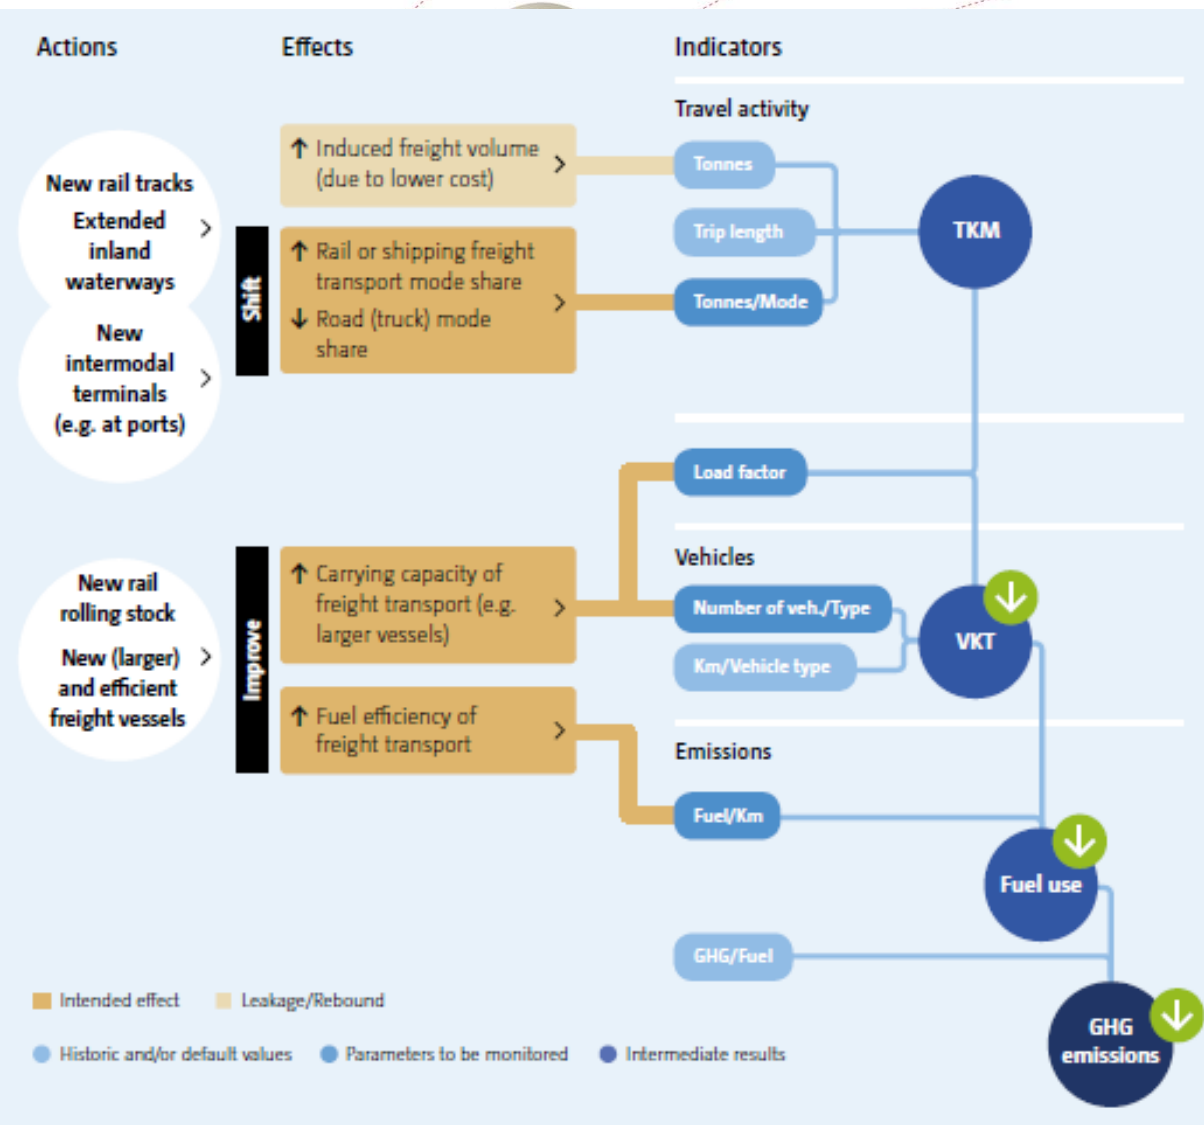 Actions
Effects
Indicators
Travel activity
New rail tracks
Extended
inland
waterways
New
intermodal
terminals
(e.g. at ports)
Shift
↑ Induced freight volume
(due to lower cost)
↑ Rail or shipping freight
transport mode share
↓ Road (truck) mode
share
Tonnes
Trip length
Tonnes/Mode
TKM
Load factor
New rail
rolling stock
New (larger)
and efficient
freight vessels
Improve
↑ Carrying capacity of
freight transport (e.g.
larger vessels)
↑ Fuel efficiency of
freight transport
Vehicles
Number of veh./Type
Km/Vehicle type
VKT
Emissions
Fuel/Km
Fuel use
GHG/Fuel
GHG
emissions
Intended effect
Leakage/Rebound
Historic and/or default values
Parameters to be monitored
Intermediate results